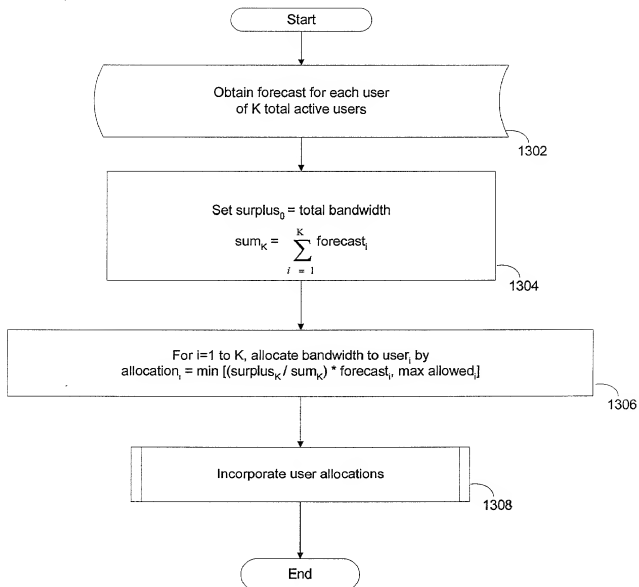 Start
Obtain forecast for each user
of K total active users
1302
Set surplus₀ = total bandwidth
K
sumK = ∑ forecastᵢ
i = 1
1304
For i=1 to K, allocate bandwidth to userᵢ by
allocationᵢ = min [(surplusK / sumK) * forecastᵢ, max allowedᵢ]
1306
Incorporate user allocations
1308
End